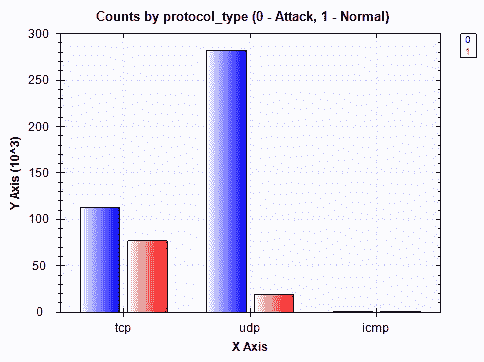 Counts by protocol_type (0 - Attack, 1 - Normal)
0
1
Y Axis (10^3)
300
250
200
150
100
50
0
tcp udp icmp
X Axis